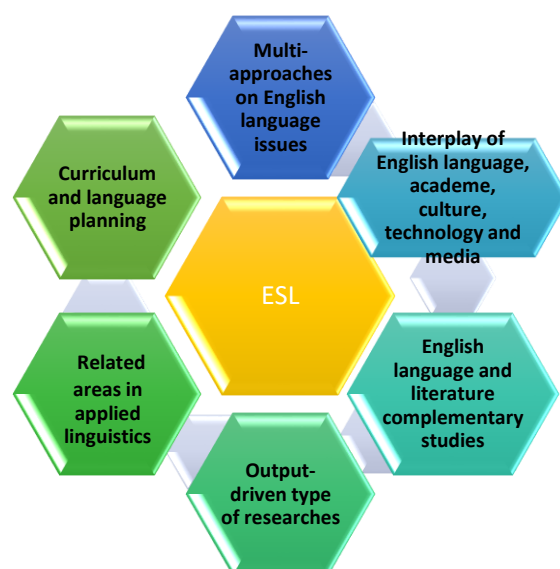 Multi-
approaches
on English
language
issues
Interplay of
English language,
academe,
culture,
technology and
media
English
language and
literature
complementary
studies
Output-
driven type
of researches
Related
areas in
applied
linguistics
Curriculum
and language
planning
ESL